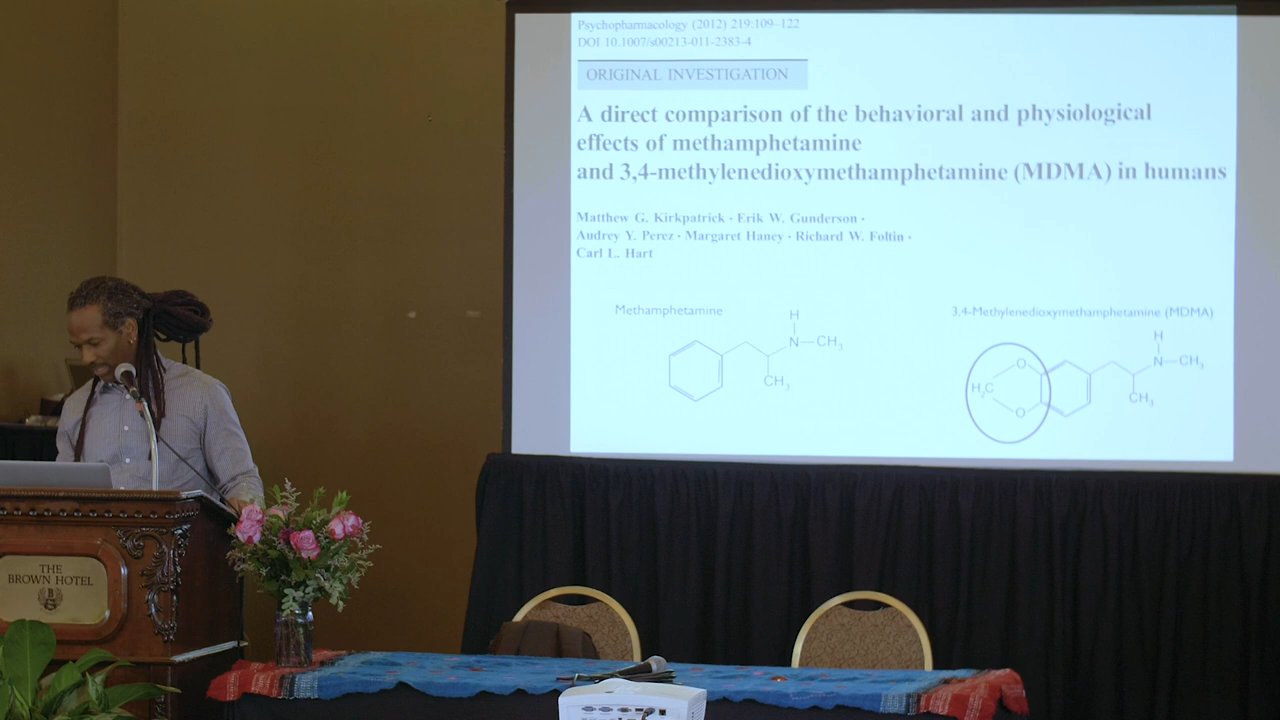 Psychopharmacology (2012) 219:109–122
DOI 10.1007/s00213-011-2383-4
ORIGINAL INVESTIGATION
A direct comparison of the behavioral and physiological
effects of methamphetamine
and 3,4-methylenedioxymethamphetamine (MDMA) in humans
Matthew G. Kirkpatrick · Erik W. Gunderson ·
Audrey Y. Perez · Margaret Haney · Richard W. Foltin ·
Carl L. Hart
Methamphetamine
H
N
CH3
CH3
3,4-Methylenedioxymethamphetamine (MDMA)
H
N
CH3
CH3
O
H2C
O
THE
BROWN HOTEL
B